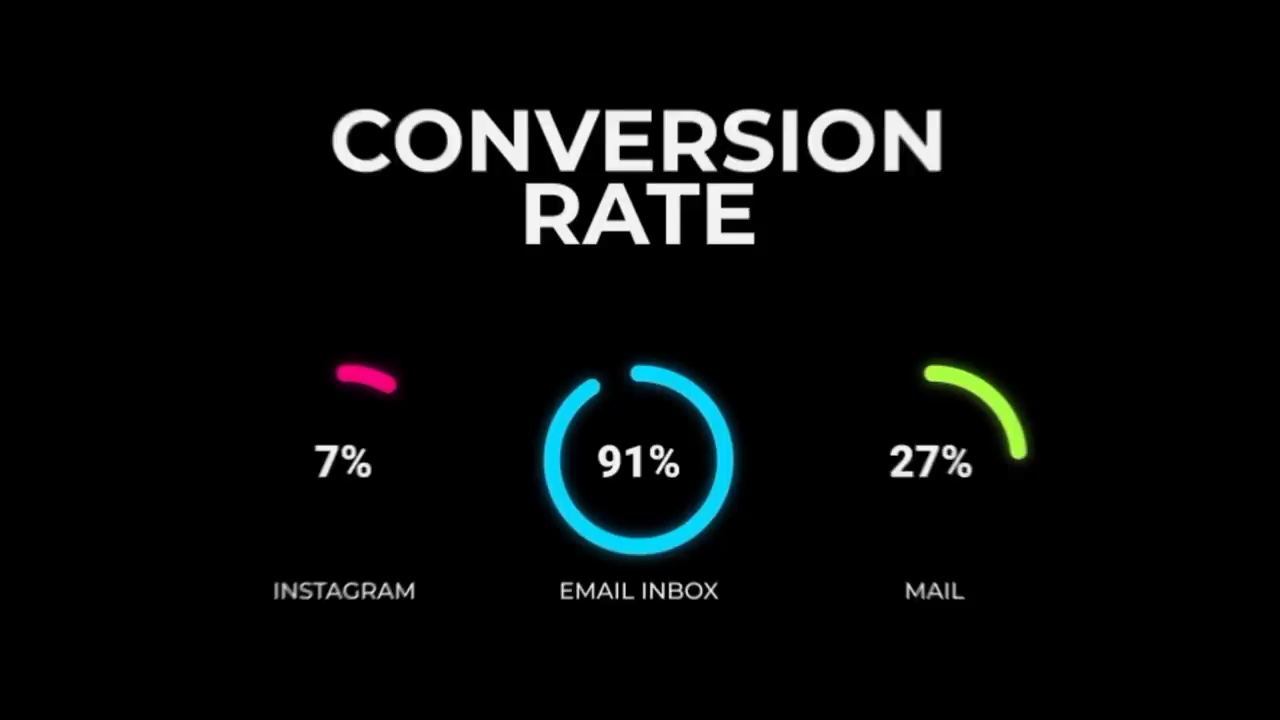 CONVERSION
RATE
7%
91%
27%
INSTAGRAM
EMAIL INBOX
MAIL